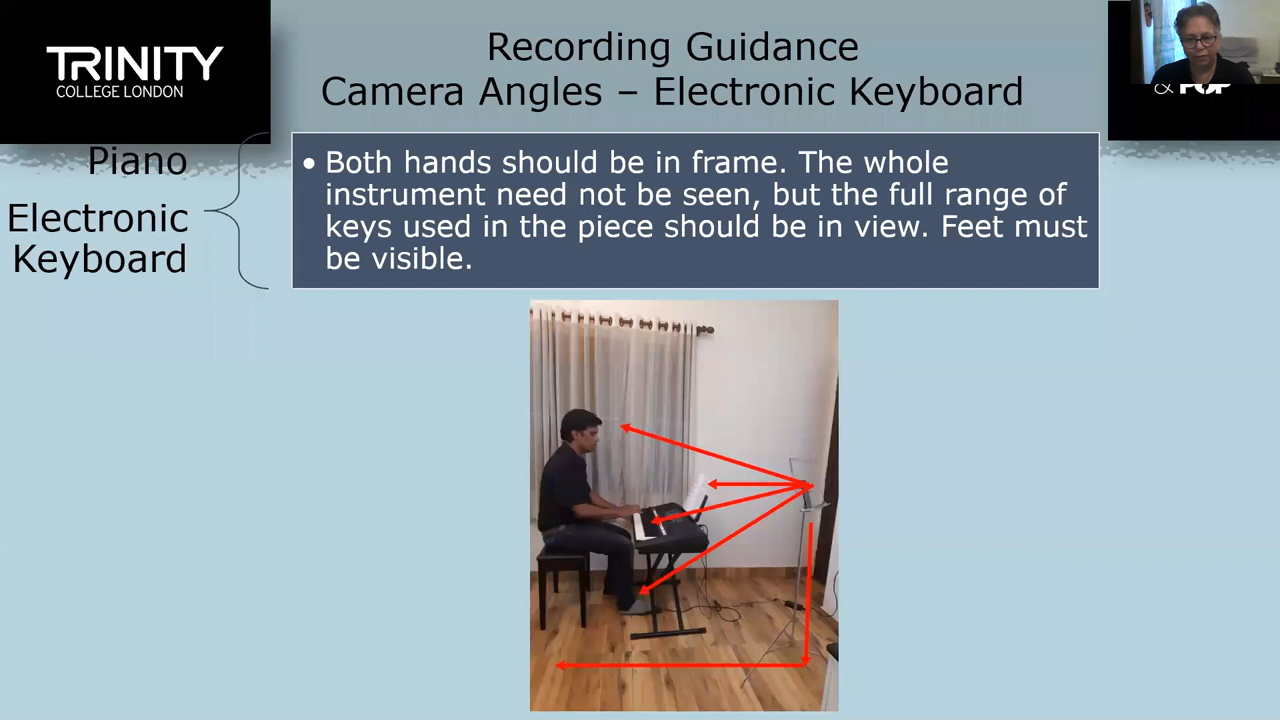 TRINITY
COLLEGE LONDON
Recording Guidance
Camera Angles – Electronic Keyboard
Piano
Electronic
Keyboard
• Both hands should be in frame. The whole
instrument need not be seen, but the full range of
keys used in the piece should be in view. Feet must
be visible.